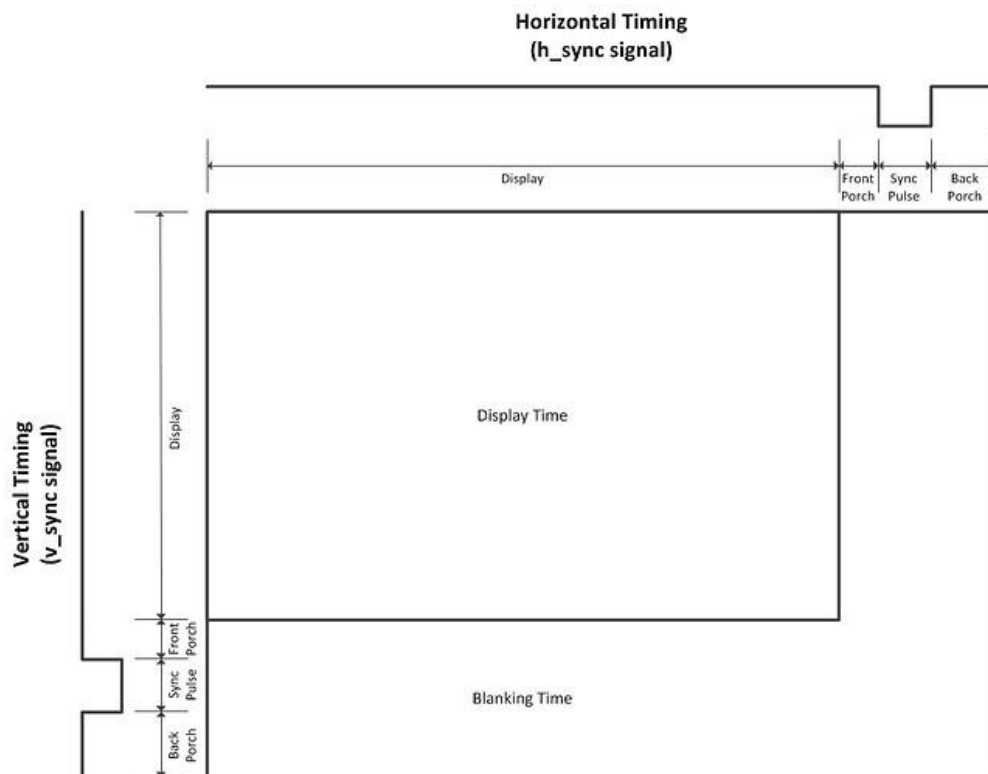 Horizontal Timing
(h_sync signal)
Display
Front
Porch
Sync
Pulse
Back
Porch
Vertical Timing
(v_sync signal)
Display
Display Time
Front
Porch
Sync
Pulse
Blanking Time
Back
Porch